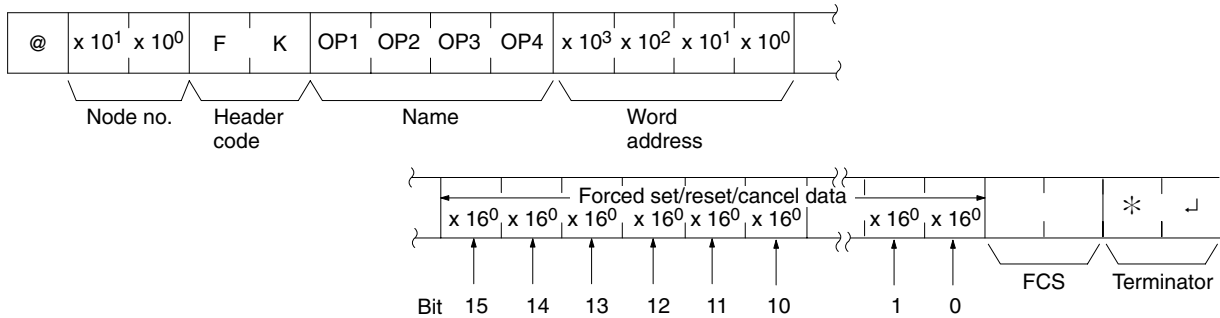 @ x 10¹ x 10⁰ F K OP1 OP2 OP3 OP4 x 10³ x 10² x 10¹ x 10⁰
Node no. Header code Name Word address
Forced set/reset/cancel data
x 16⁰ x 16⁰ x 16⁰ x 16⁰ x 16⁰ x 16⁰ x 16⁰ x 16⁰ * ↵
FCS Terminator
Bit 15 14 13 12 11 10 1 0